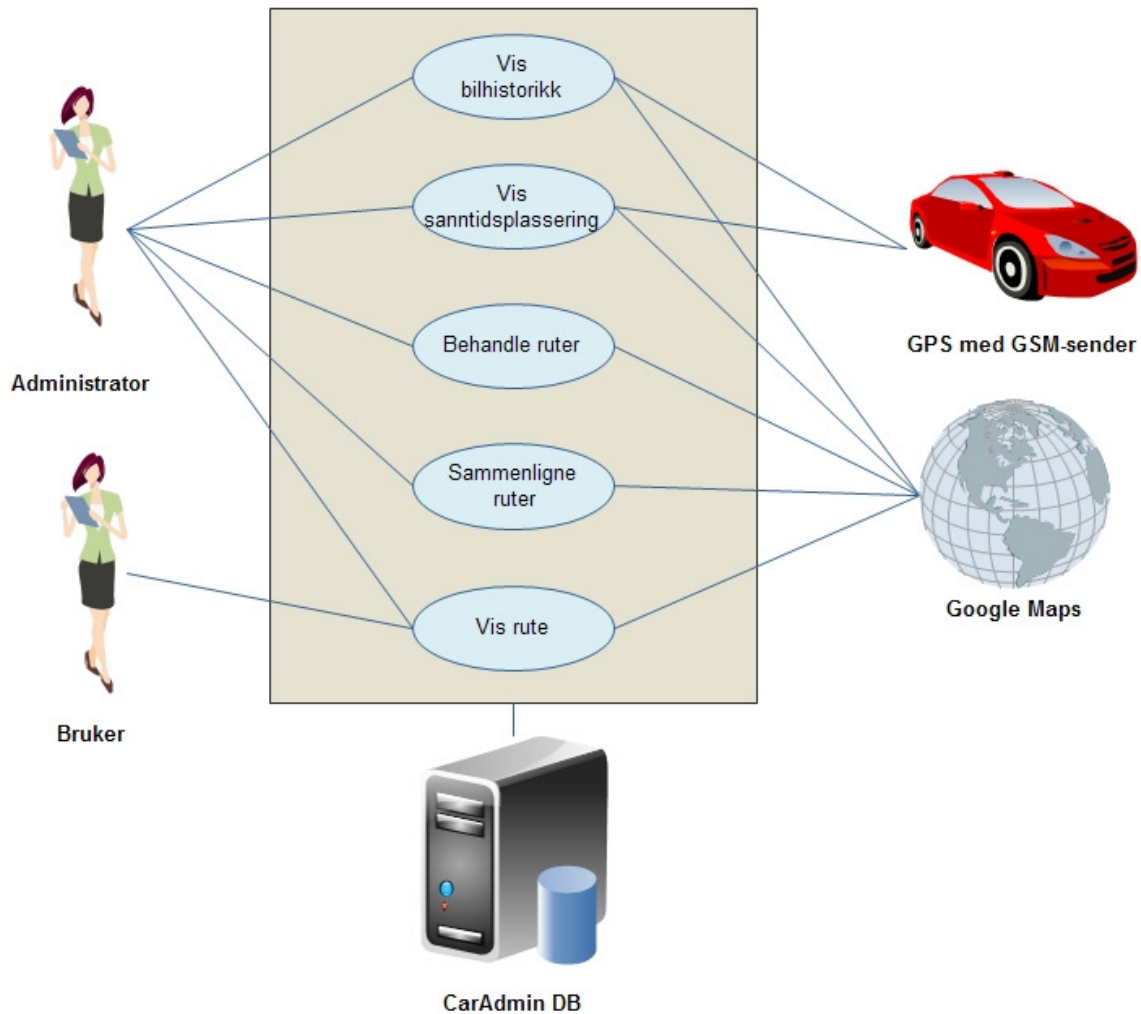 Vis
bilhistorikk
Vis
sanntidsplassering
Behandle ruter
Sammenligne
ruter
Vis rute
Administrator
Bruker
GPS med GSM-sender
Google Maps
CarAdmin DB